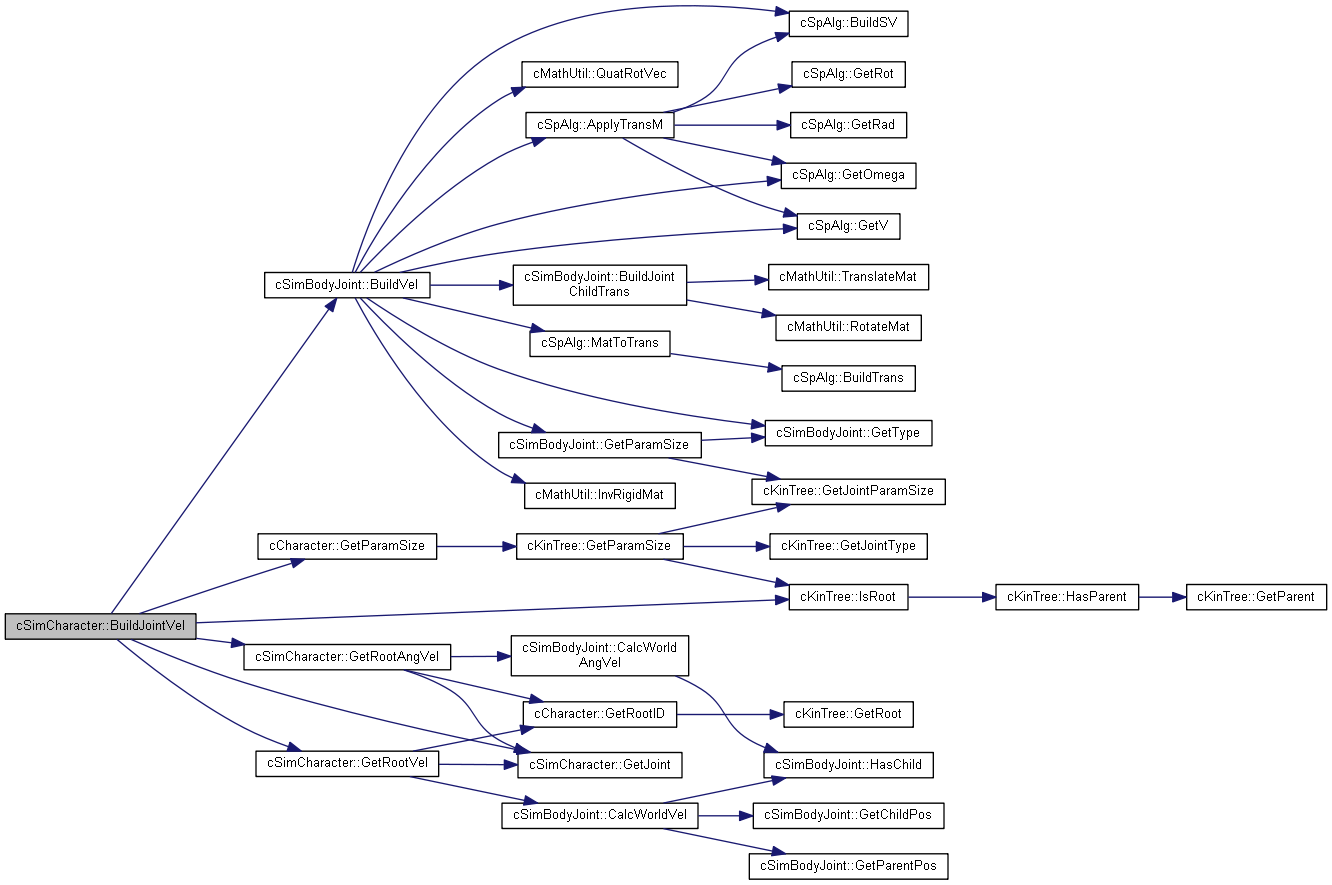 cSpAlg::BuildSV
cMathUtil::QuatRotVec
cSpAlg::GetRot
cSpAlg::ApplyTransM
cSpAlg::GetRad
cSpAlg::GetOmega
cSpAlg::GetV
cSimBodyJoint::BuildVel
cSimBodyJoint::BuildJoint
ChildTrans
cMathUtil::TranslateMat
cMathUtil::RotateMat
cSpAlg::MatToTrans
cSpAlg::BuildTrans
cSimBodyJoint::GetParamSize
cSimBodyJoint::GetType
cMathUtil::InvRigidMat
cKinTree::GetJointParamSize
cCharacter::GetParamSize
cKinTree::GetParamSize
cKinTree::GetJointType
cKinTree::IsRoot
cKinTree::HasParent
cKinTree::GetParent
cSimCharacter::BuildJointVel
cSimCharacter::GetRootAngVel
cSimBodyJoint::CalcWorld
AngVel
cCharacter::GetRootID
cKinTree::GetRoot
cSimCharacter::GetRootVel
cSimCharacter::GetJoint
cSimBodyJoint::HasChild
cSimBodyJoint::CalcWorldVel
cSimBodyJoint::GetChildPos
cSimBodyJoint::GetParentPos